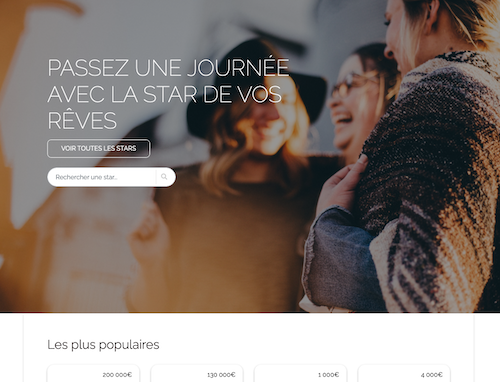 PASSEZ UNE JOURNÉE
AVEC LA STAR DE VOS
RÊVES
VOIR TOUTES LES STARS
Rechercher une star..
Les plus populaires
200 000€
130 000€
1 000€
4 000€